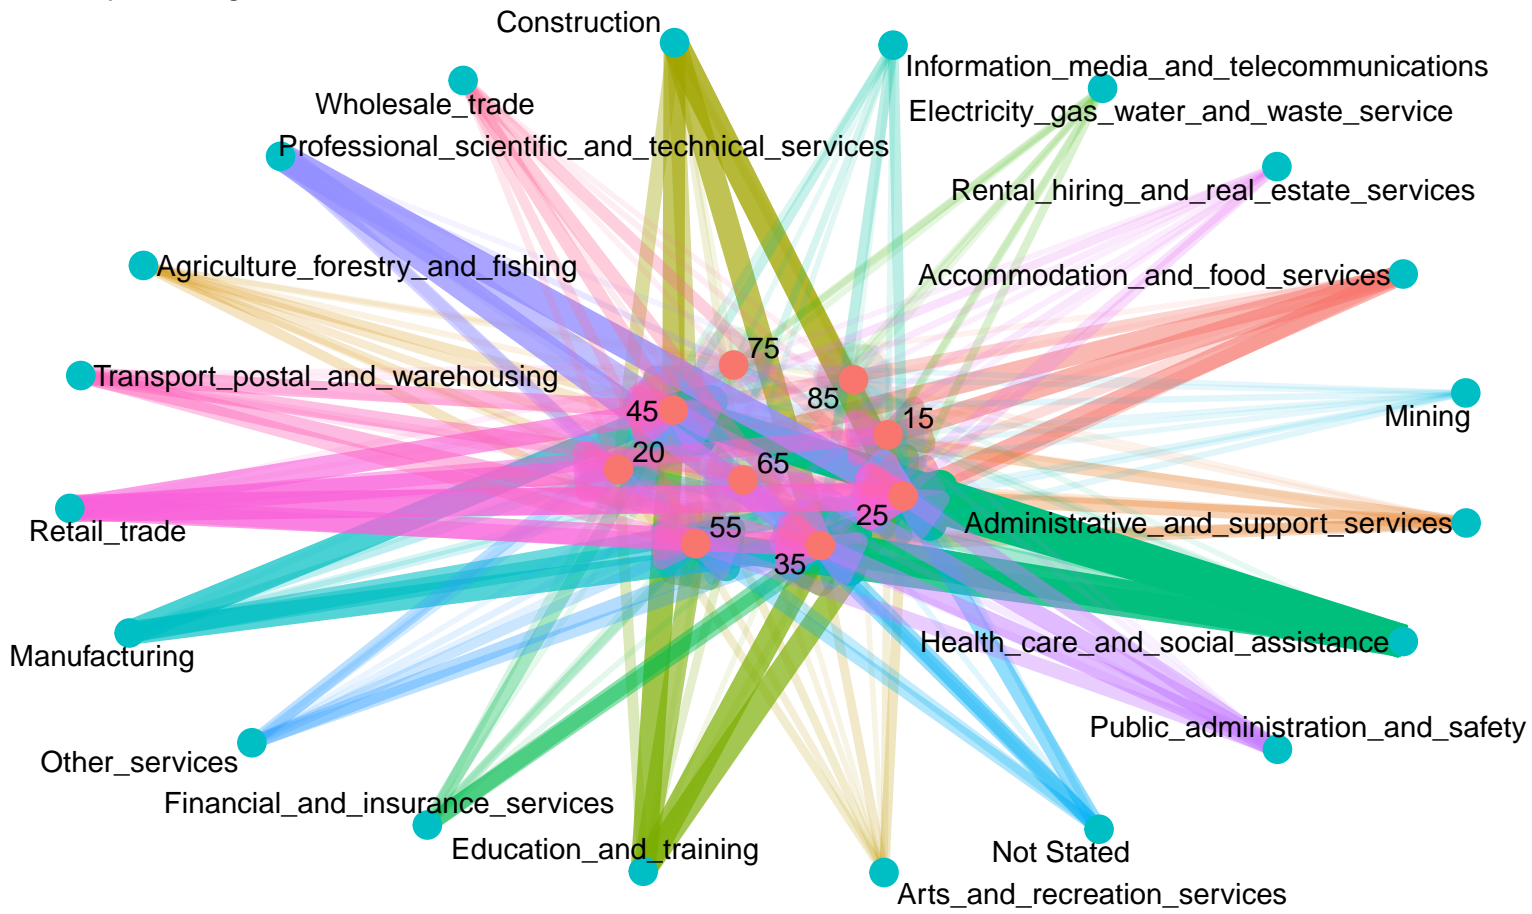 Construction
Information_media_and_telecommunications
Wholesale_trade
Electricity_gas_water_and_waste_service
Professional_scientific_and_technical_services
Rental_hiring_and_real_estate_services
Agriculture_forestry_and_fishing
Accommodation_and_food_services
75
Transport_postal_and_warehousing
85
45
15
Mining
20
65
25
Administrative_and_support_services
Retail_trade
55
35
Health_care_and_social_assistance
Manufacturing
Public_administration_and_safety
Other_services
Financial_and_insurance_services
Education_and_training
Not Stated
Arts_and_recreation_services